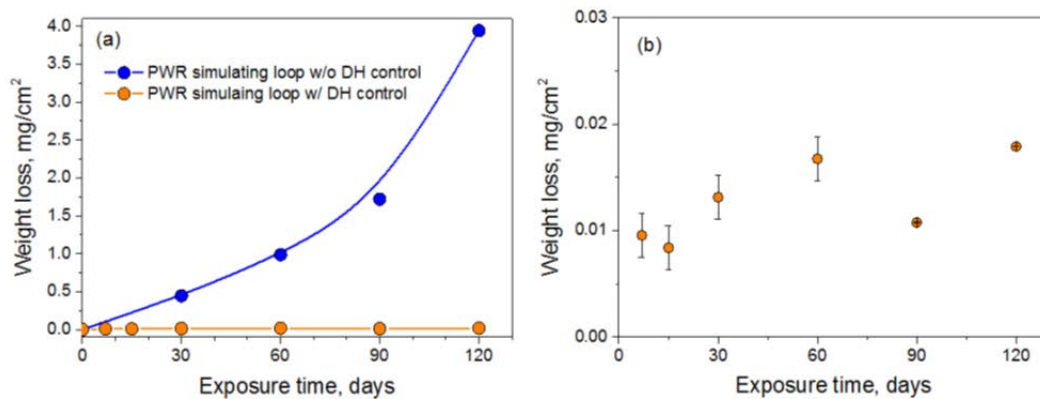 (a)
PWR simulating loop w/o DH control
PWR simulaing loop w/ DH control
Weight loss, mg/cm²
4.0
3.5
3.0
2.5
2.0
1.5
1.0
0.5
0.0
0 30 60 90 120
Exposure time, days
(b)
Weight loss, mg/cm²
0.03
0.02
0.01
0.00
0 30 60 90 120
Exposure time, days